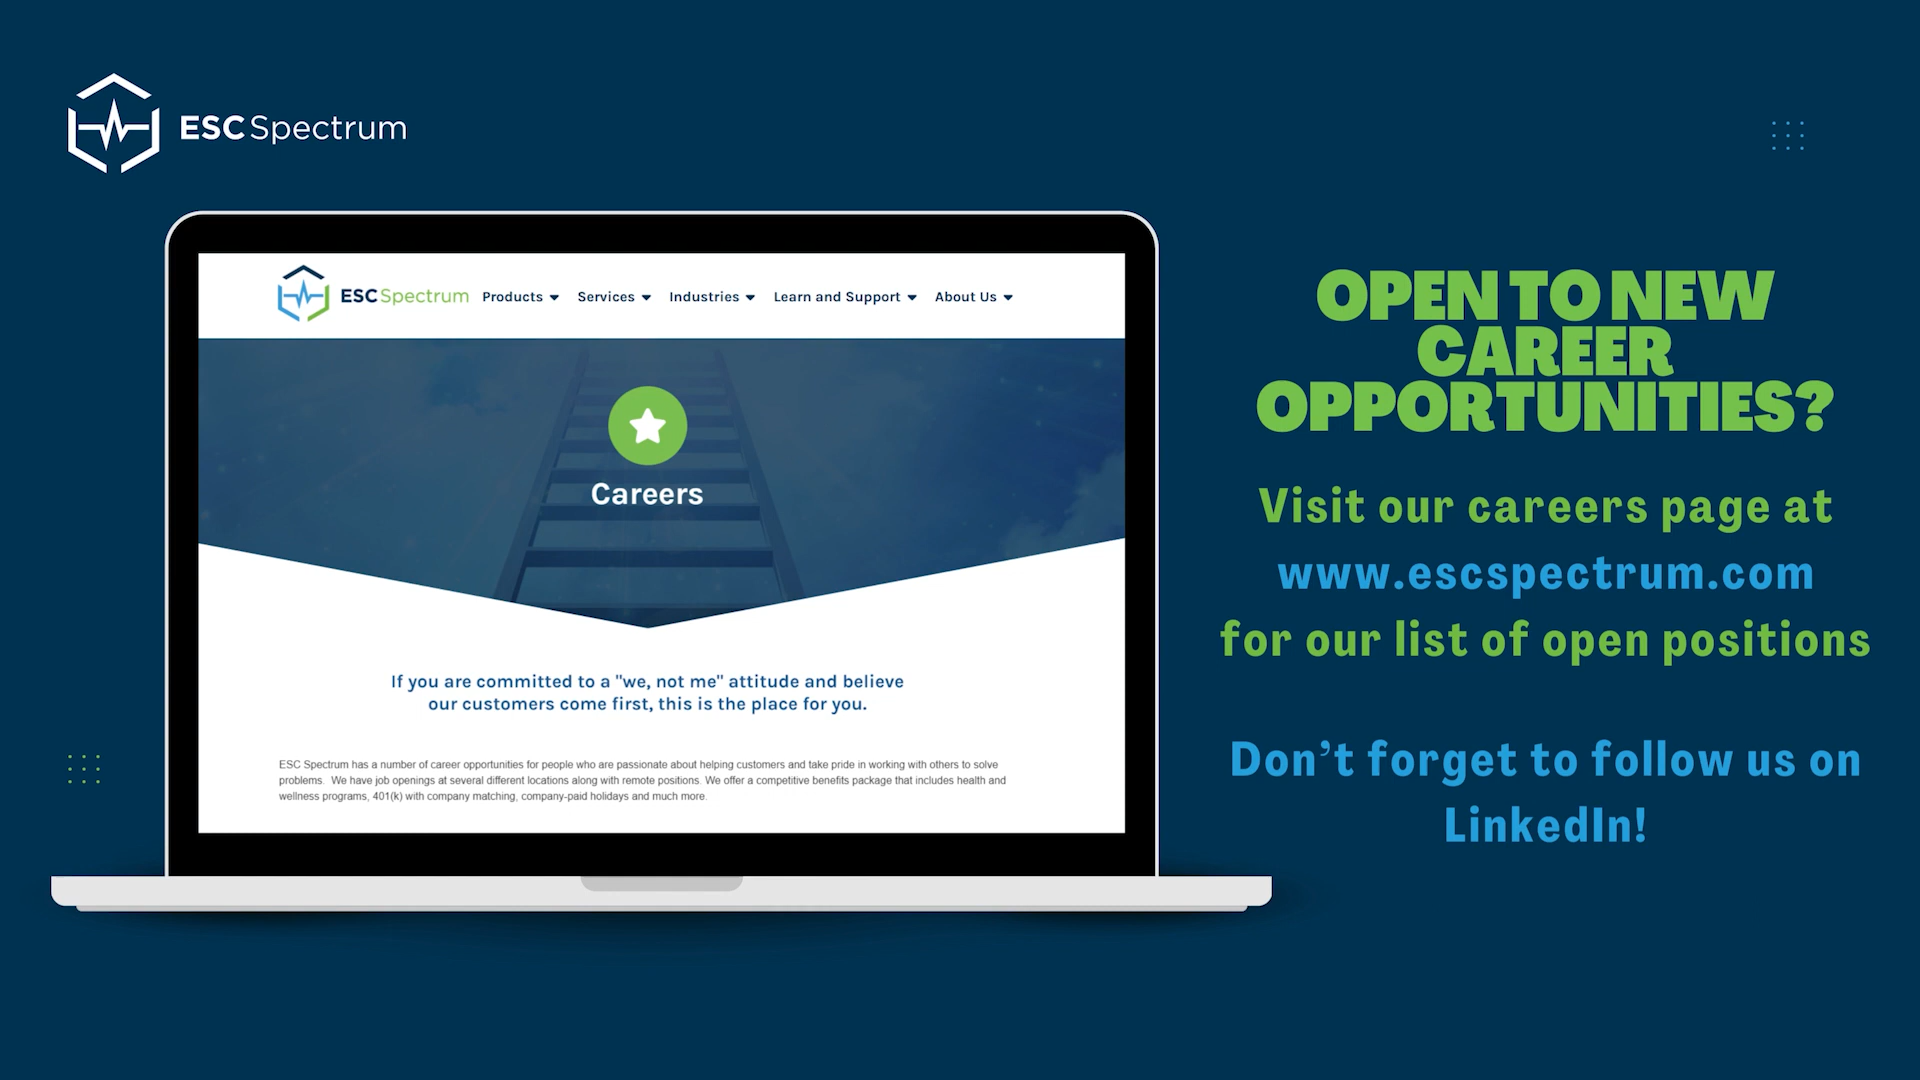 ESC Spectrum
ESC Spectrum Products Services Industries Learn and Support About Us
Careers
If you are committed to a "we, not me" attitude and believe
our customers come first, this is the place for you.
ESC Spectrum has a number of career opportunities for people who are passionate about helping customers and take pride in working with others to solve
problems. We have job openings at several different locations along with remote positions. We offer a competitive benefits package that includes health and
wellness programs, 401(k) with company matching, company-paid holidays and much more.
OPEN TO NEW
CAREER
OPPORTUNITIES?
Visit our careers page at
www.escspectrum.com
for our list of open positions
Don’t forget to follow us on
LinkedIn!